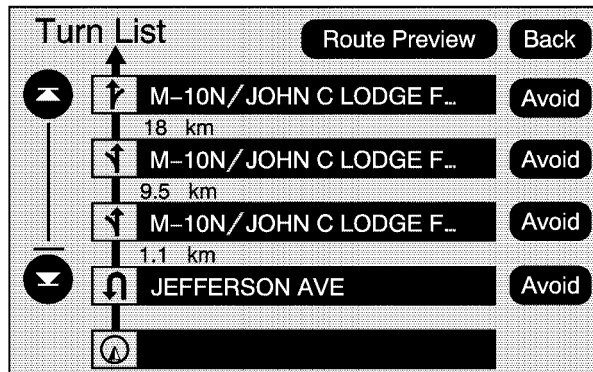 Turn List Route Preview Back
M-10N/JOHN C LODGE F... Avoid
18 km
M-10N/JOHN C LODGE F... Avoid
9.5 km
M-10N/JOHN C LODGE F... Avoid
1.1 km
JEFFERSON AVE Avoid